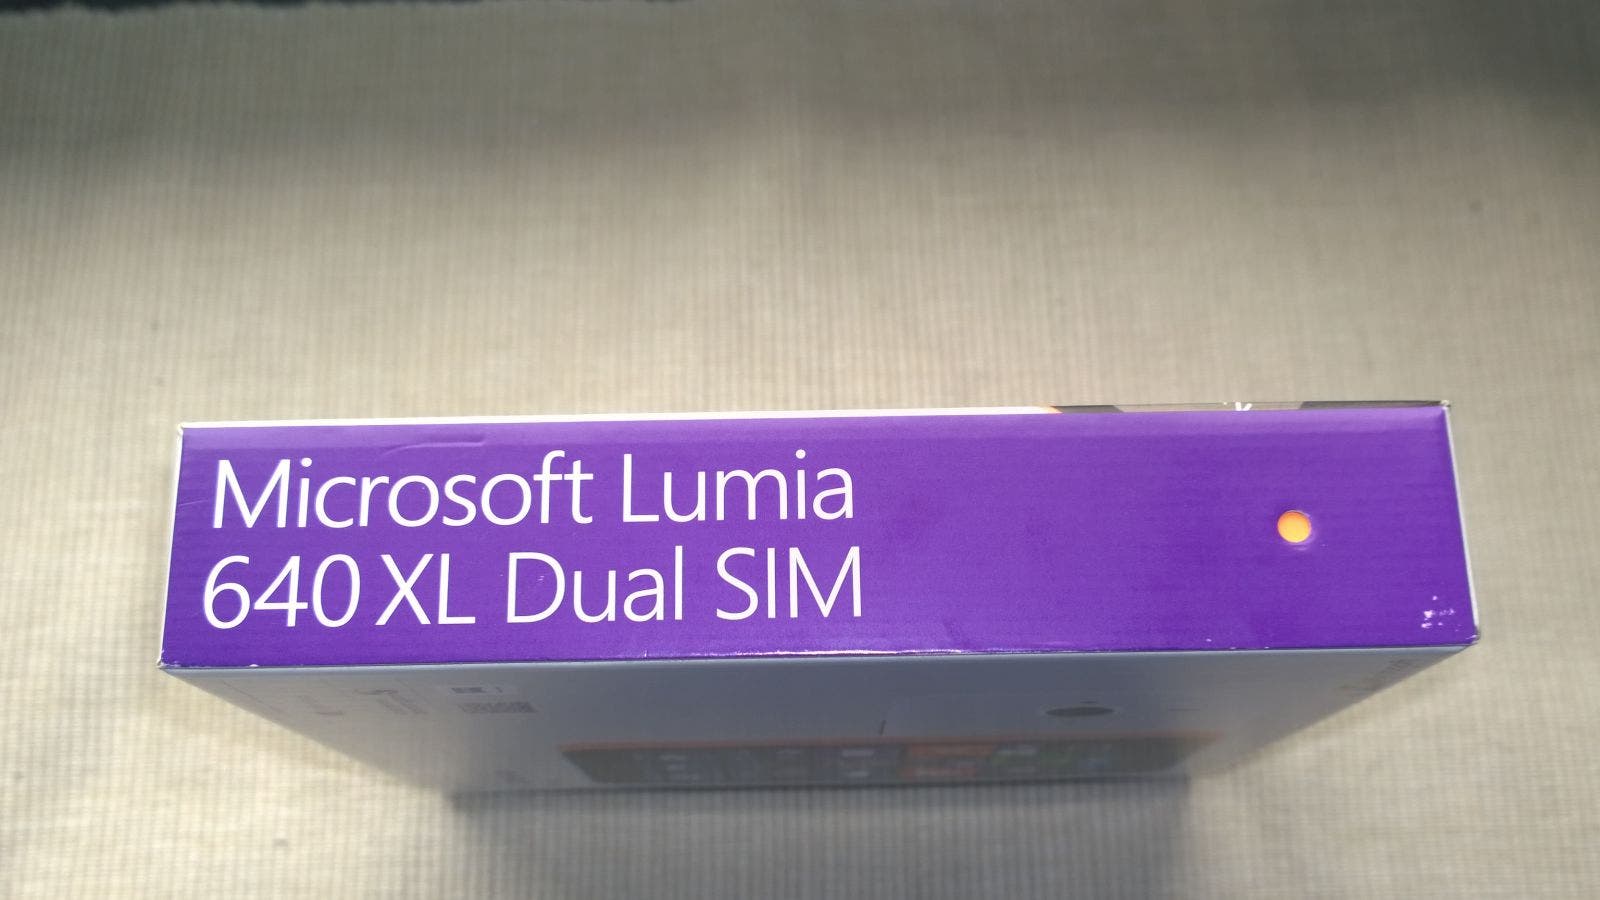 Microsoft Lumia
640 XL Dual SIM